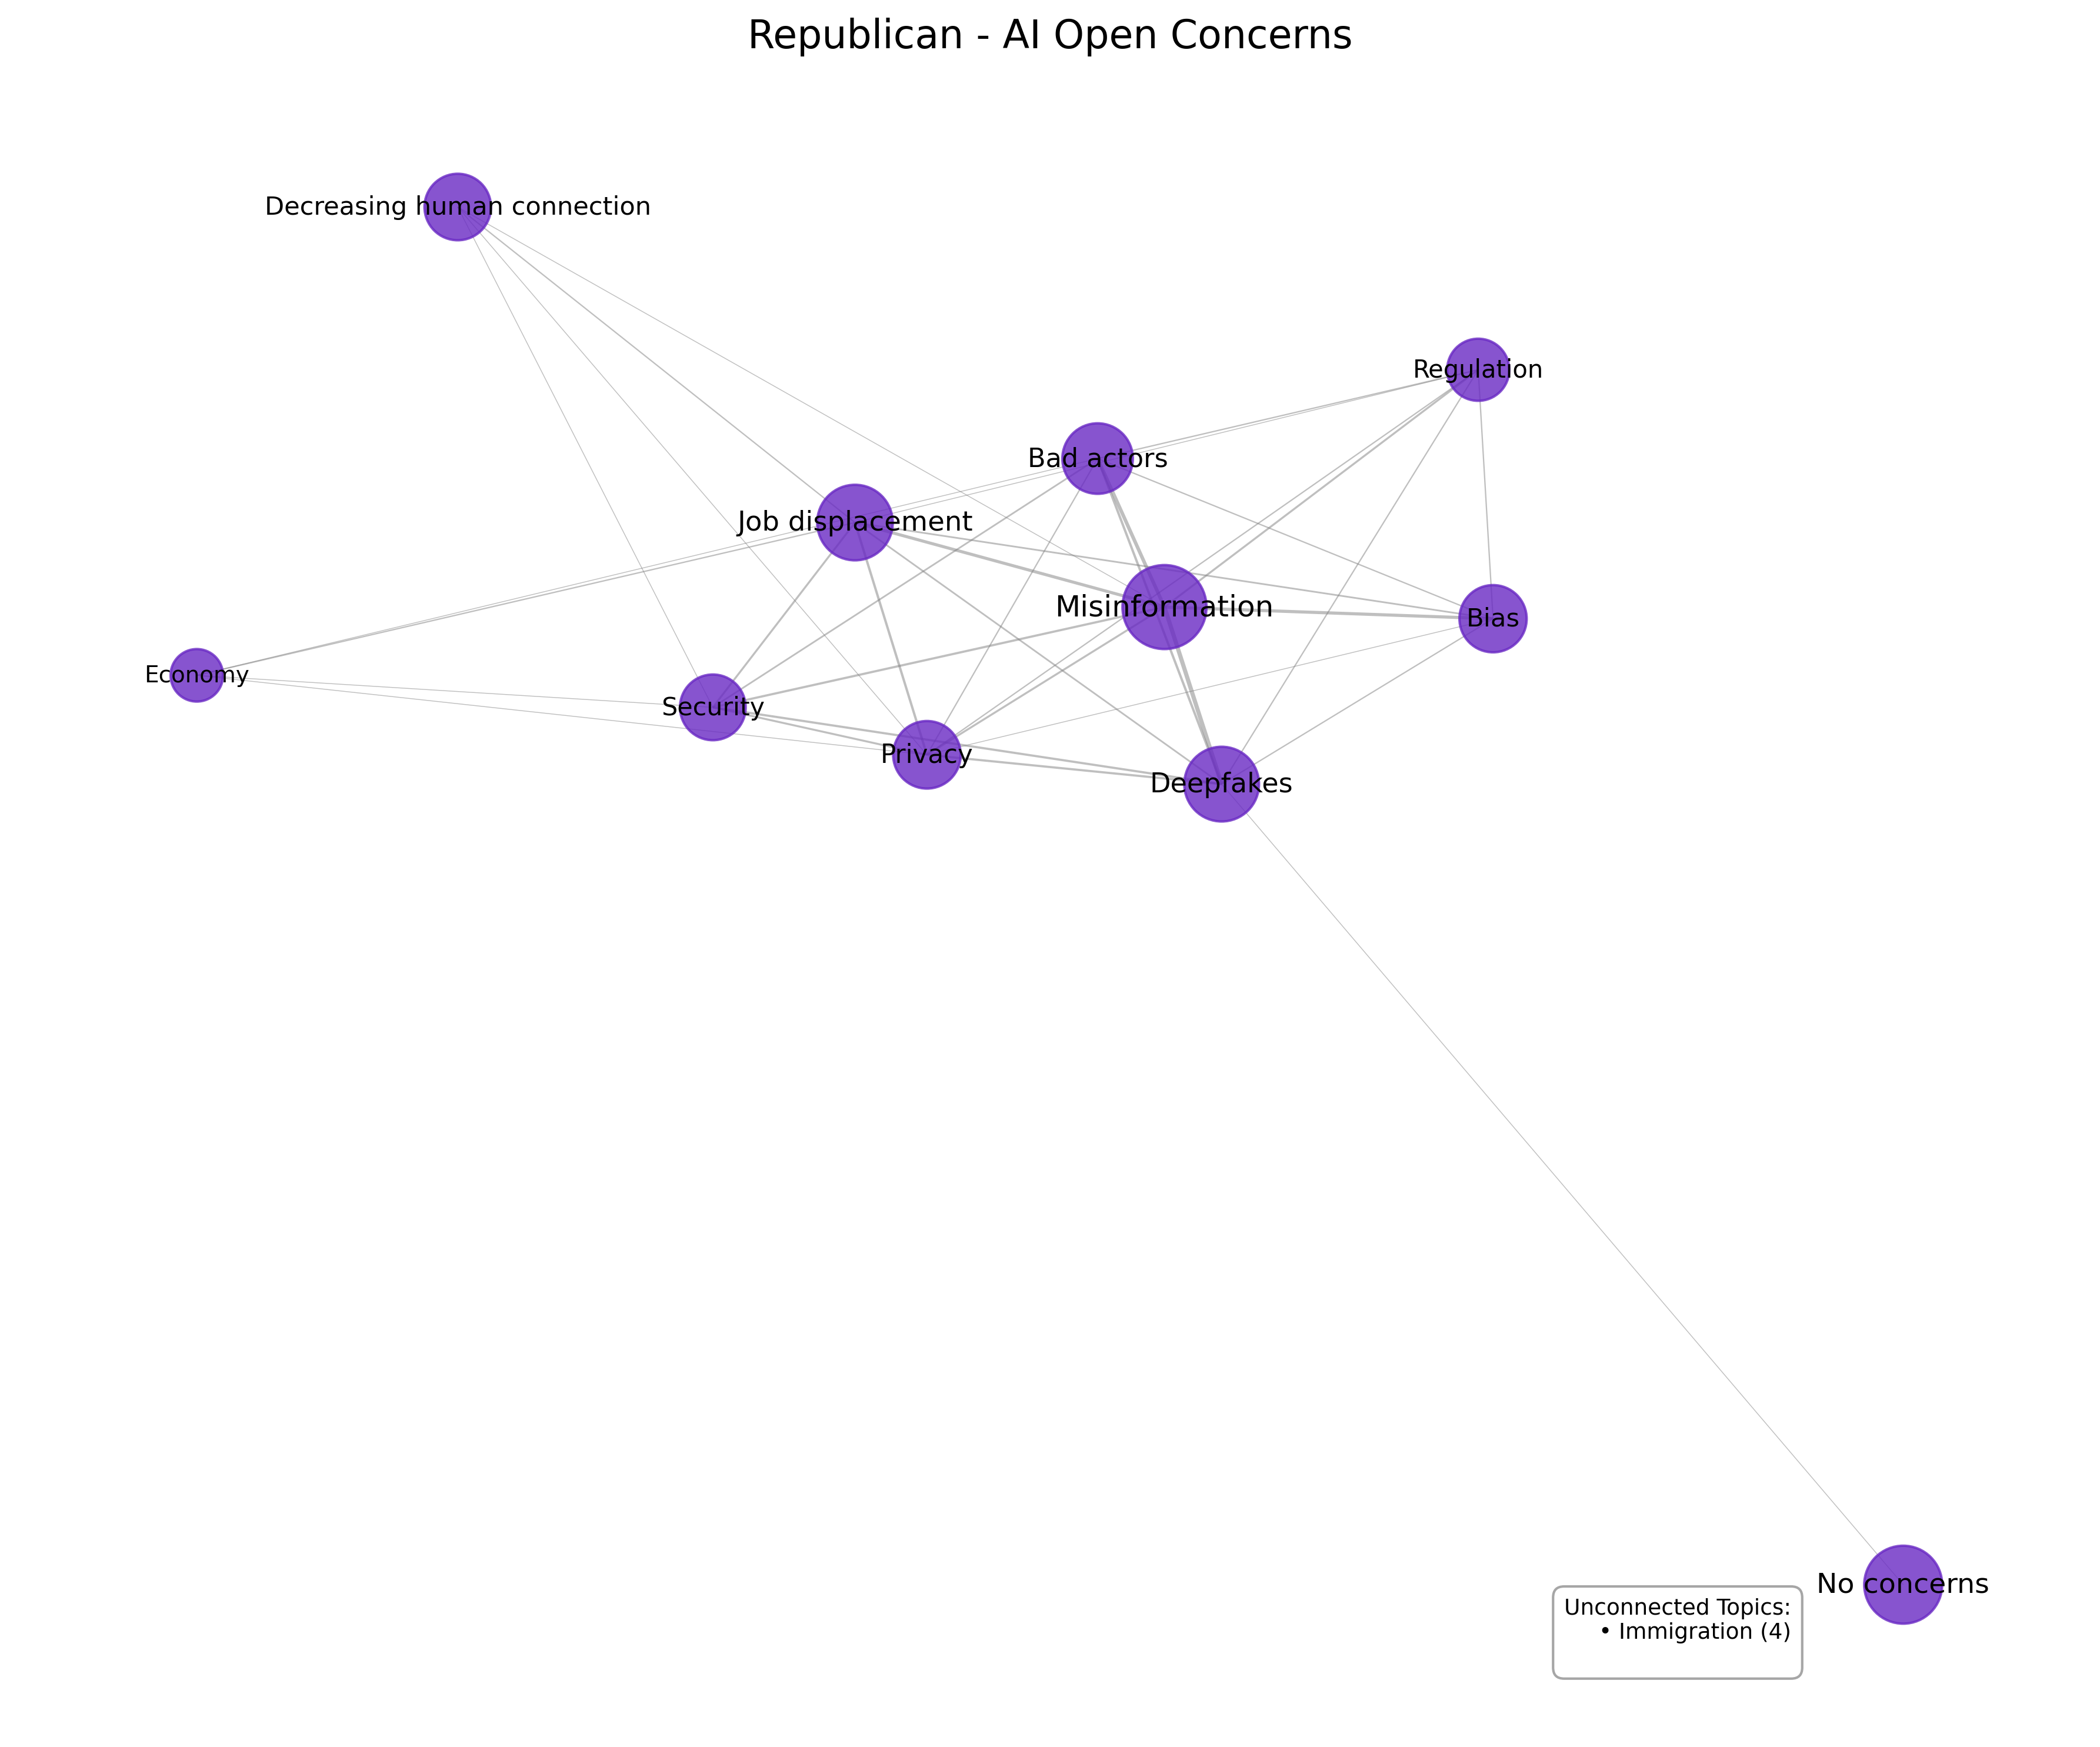 Republican - AI Open Concerns
Decreasing human connection
Regulation
Bad actors
Job displacement
Misinformation
Bias
Economy
Security
Privacy
Deepfakes
No concerns
Unconnected Topics:
• Immigration (4)